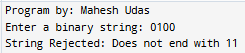 Program by: Mahesh Udas
Enter a binary string: 0100
String Rejected: Does not end with 11